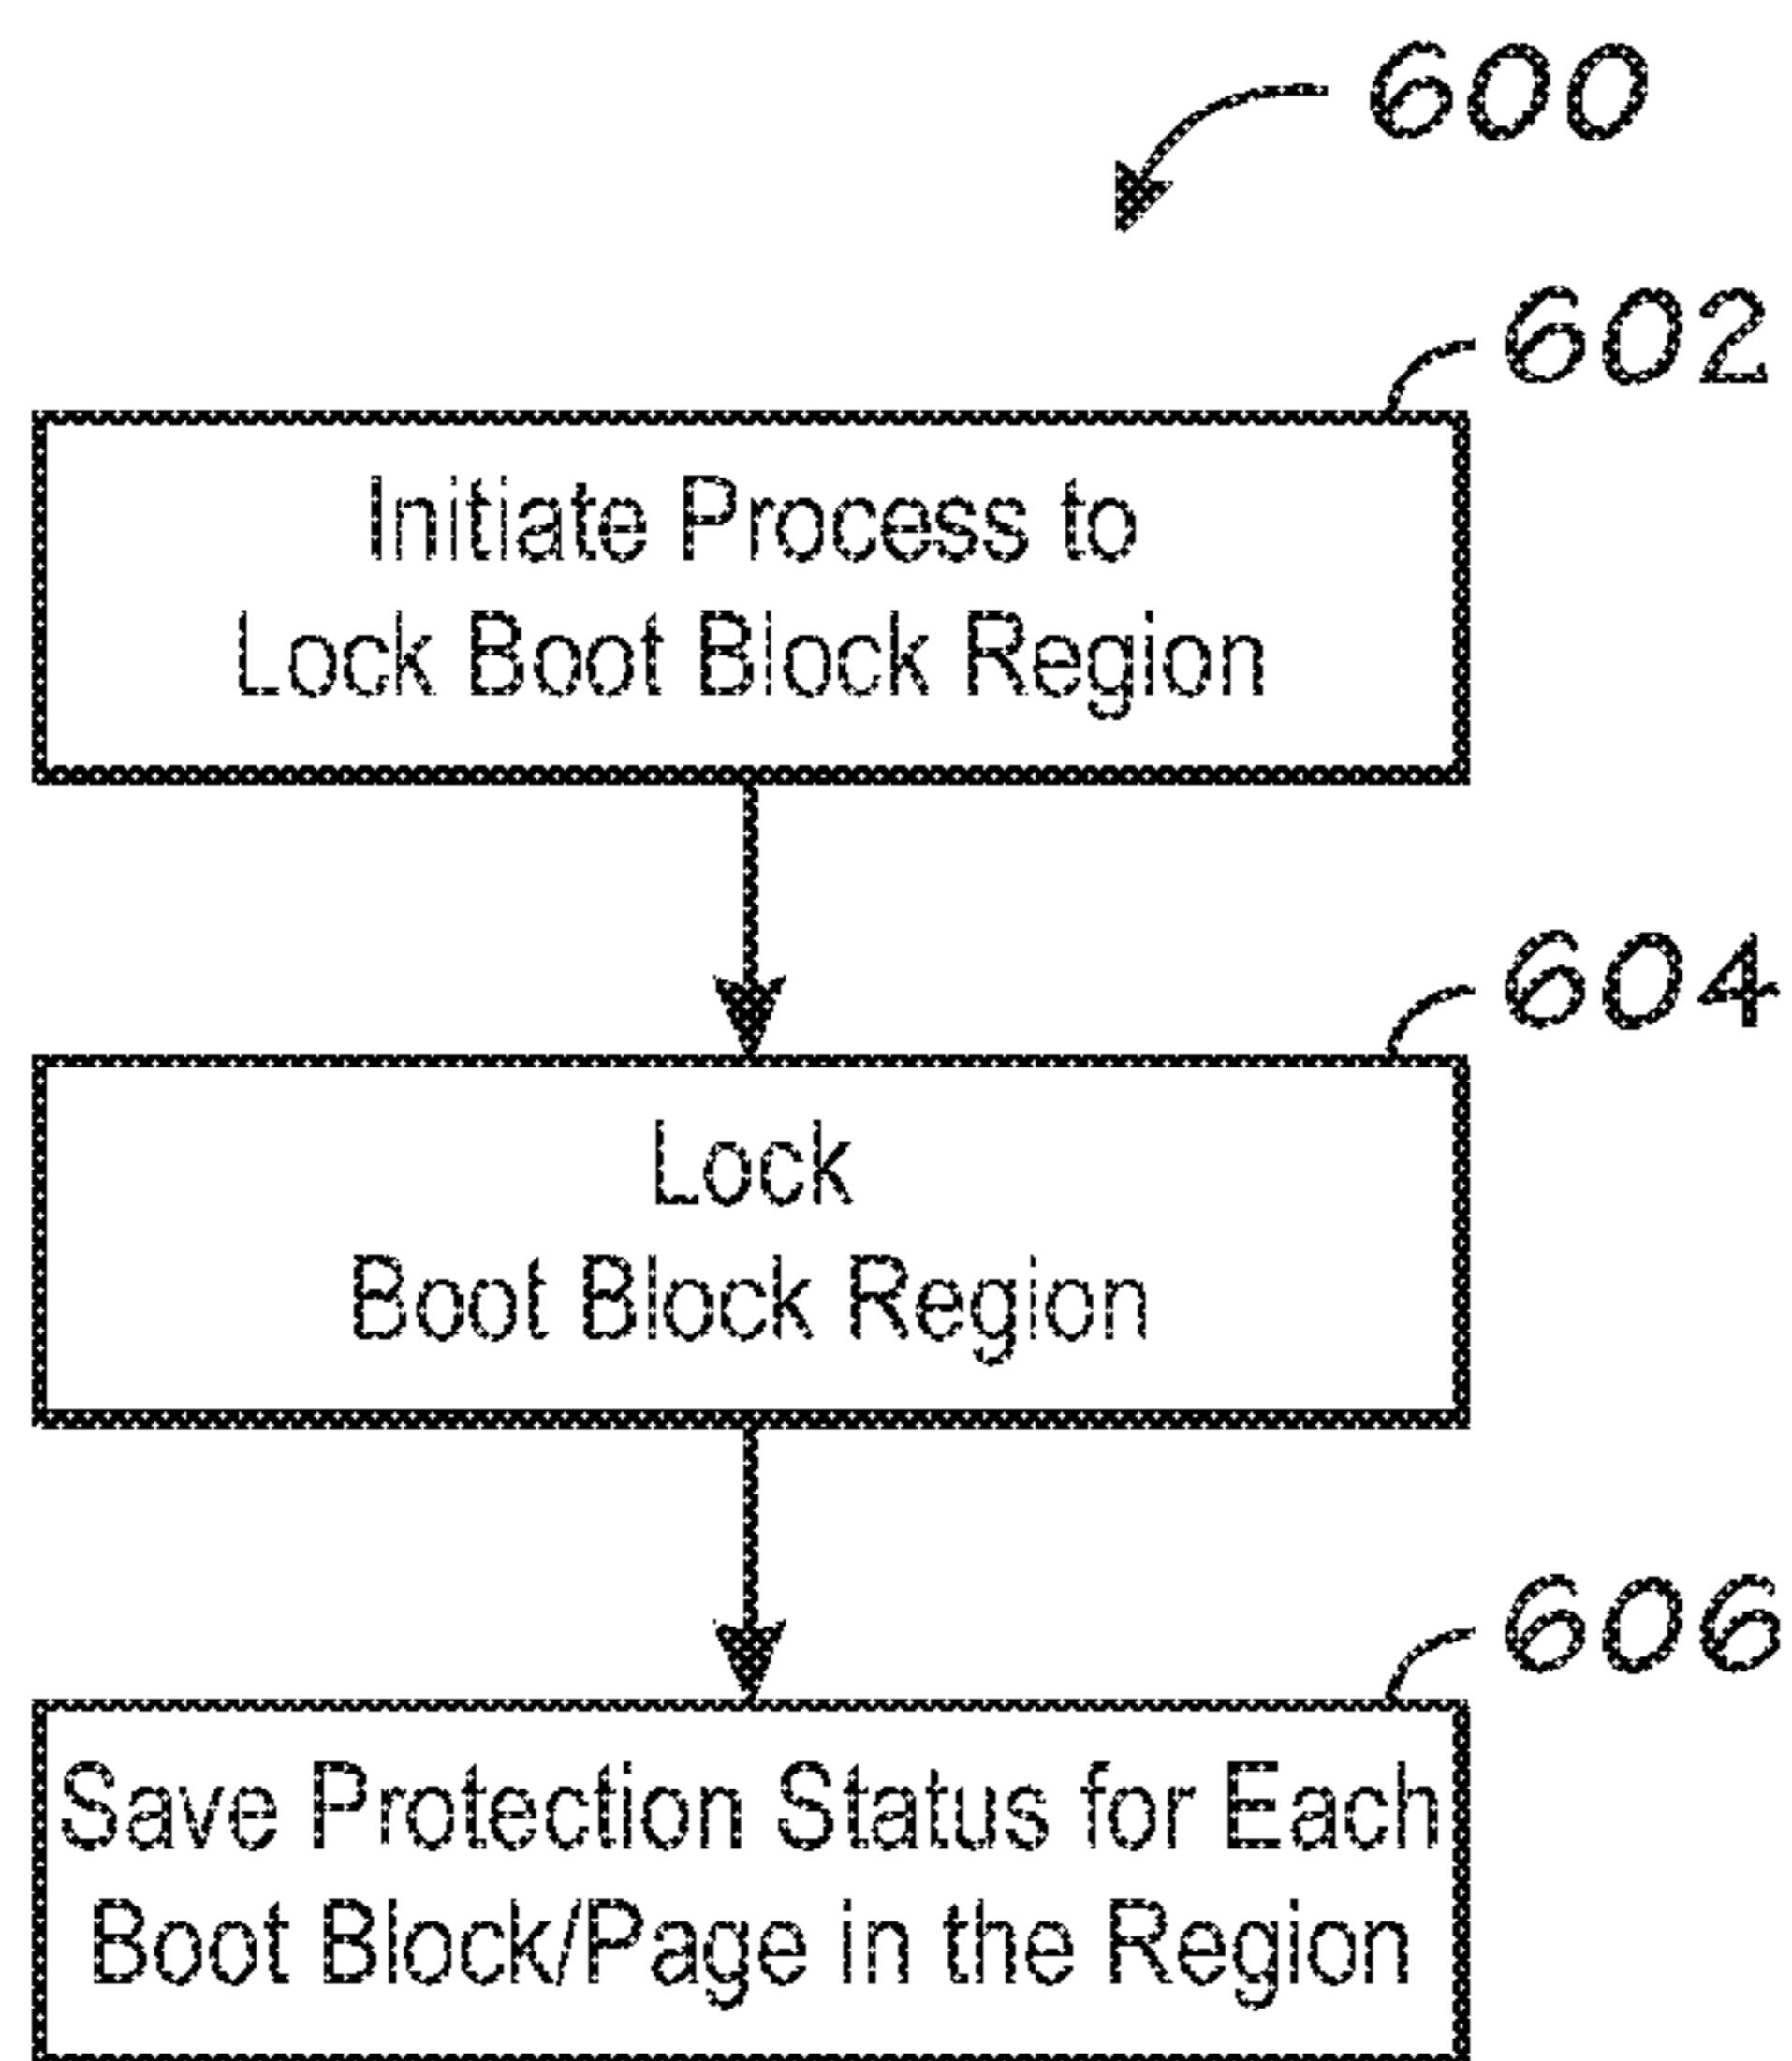 600
602
Initiate Process to
Lock Boot Block Region
604
Lock
Boot Block Region
606
Save Protection Status for Each
Boot Block/Page in the Region